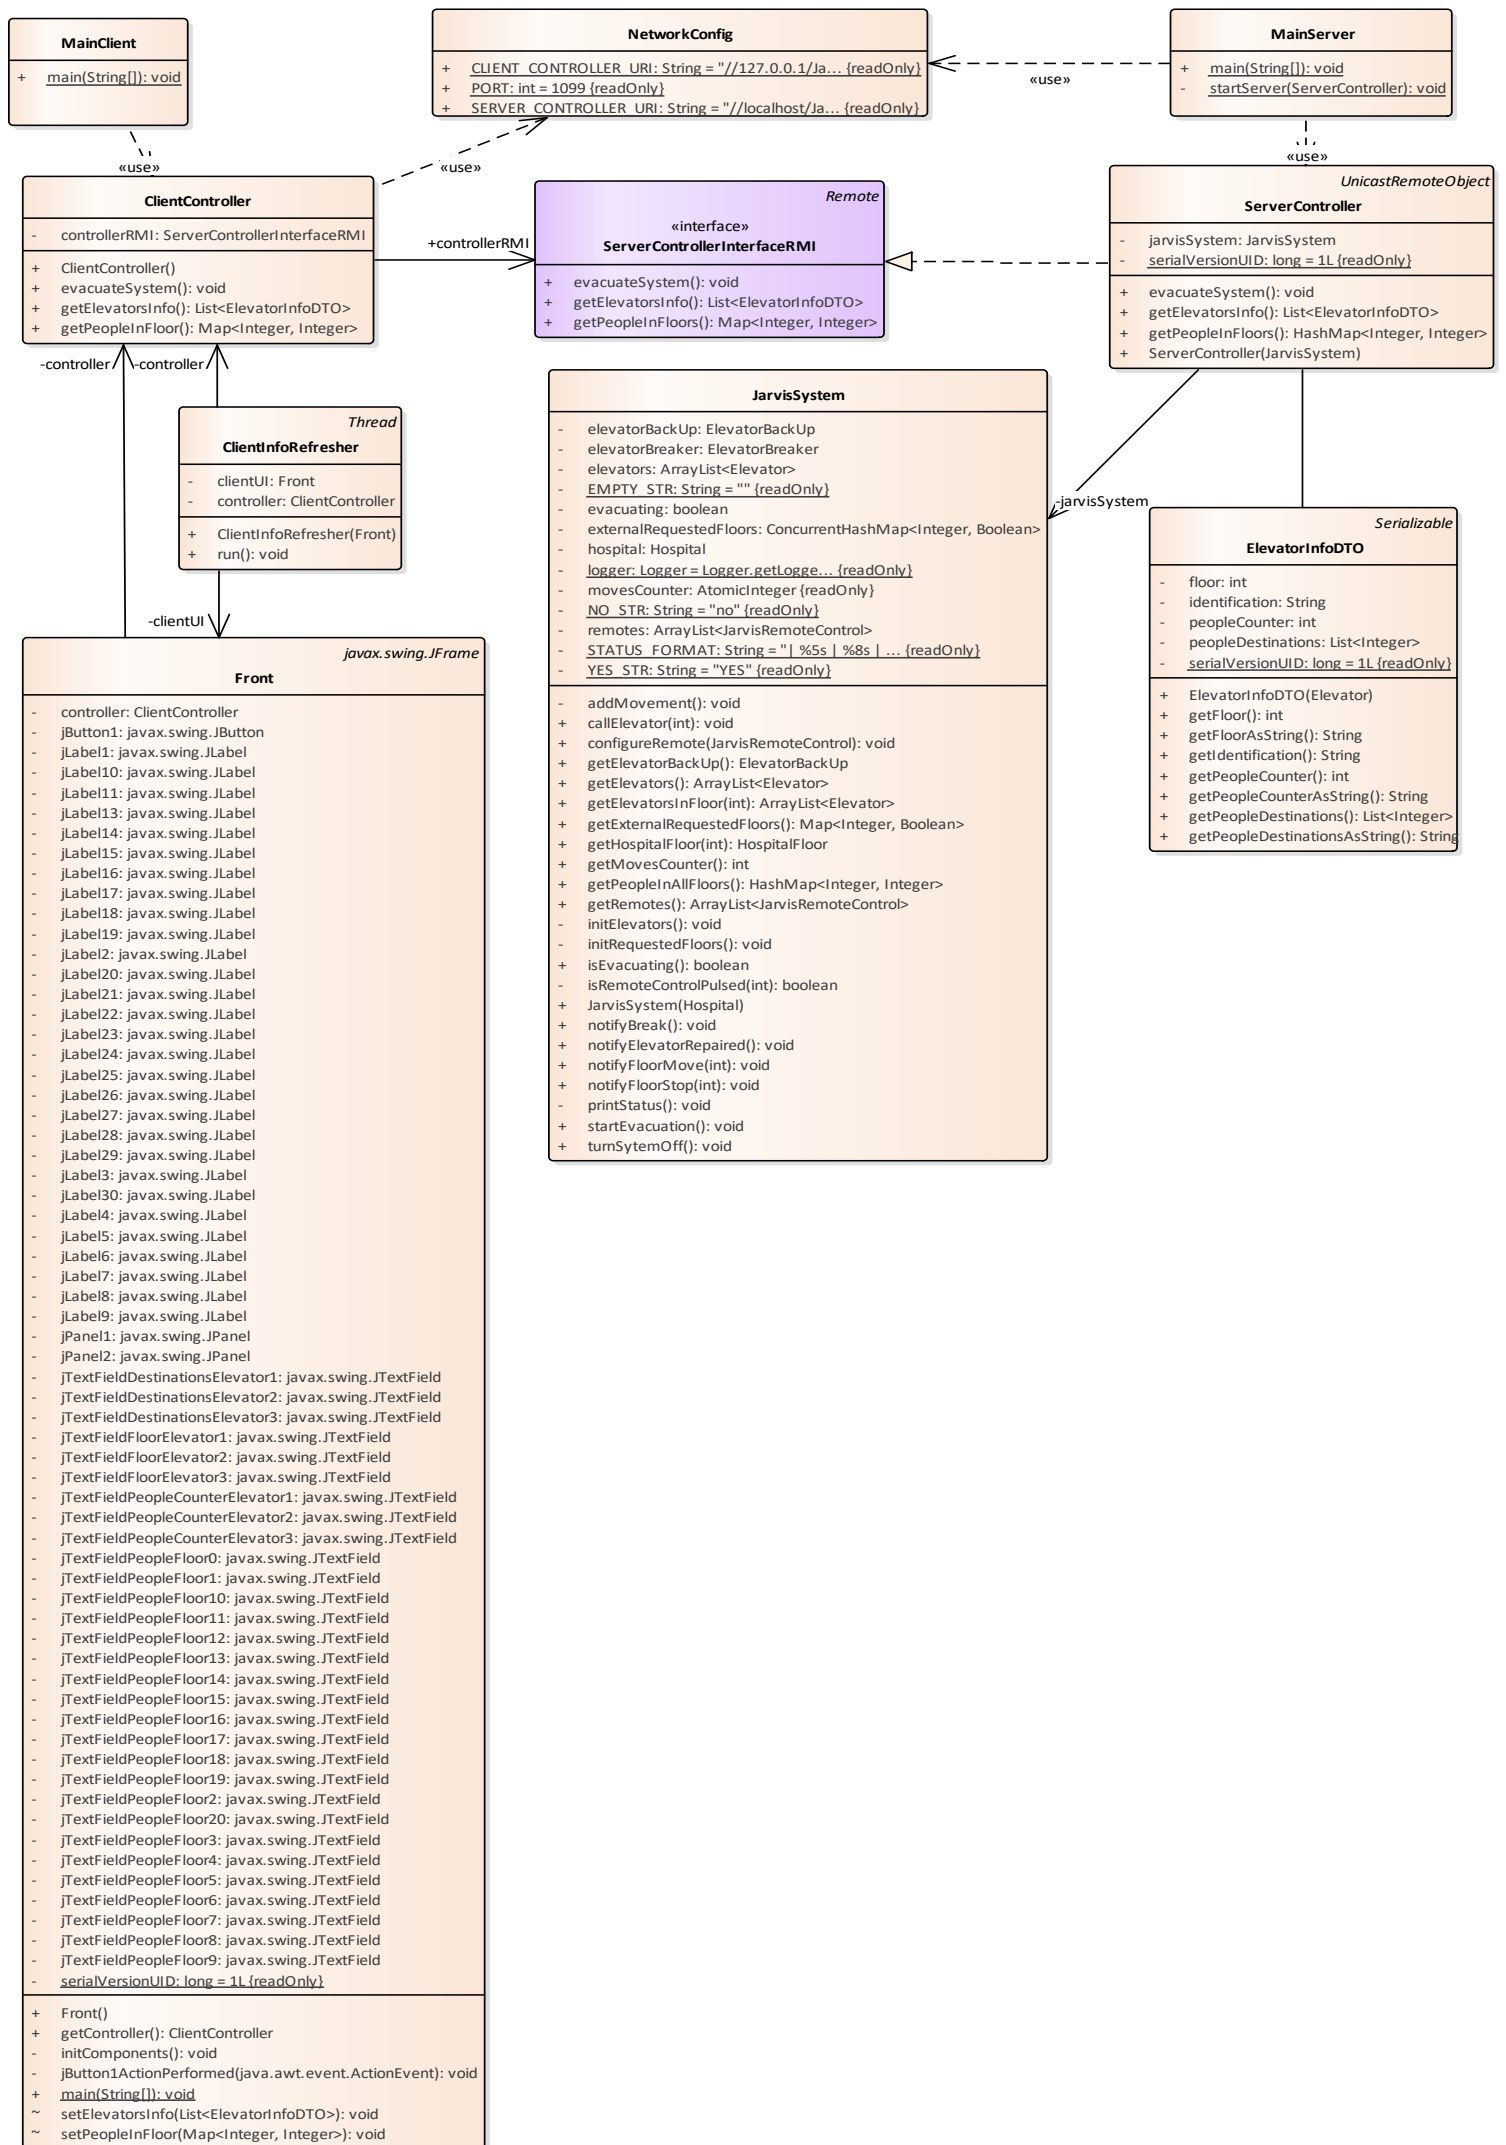 MainClient
+ main(String[]): void
NetworkConfig
+ CLIENT_CONTROLLER_URI: String = "//127.0.0.1/Ja... {readOnly}
+ PORT: int = 1099 {readOnly}
+ SERVER_CONTROLLER_URI: String = "//localhost/Ja... {readOnly}
MainServer
+ main(String[]): void
- startServer(ServerController): void
«use»
«use»
«use»
«use»
ClientController
- controllerRMI: ServerControllerInterfaceRMI
+ ClientController()
+ evacuateSystem(): void
+ getElevatorsInfo(): List<ElevatorInfoDTO>
+ getPeopleInFloor(): Map<Integer, Integer>
+controllerRMI
Remote
«interface»
ServerControllerInterfaceRMI
+ evacuateSystem(): void
+ getElevatorsInfo(): List<ElevatorInfoDTO>
+ getPeopleInFloors(): Map<Integer, Integer>
UnicastRemoteObject
ServerController
- jarvisSystem: JarvisSystem
- serialVersionUID: long = 1L {readOnly}
+ evacuateSystem(): void
+ getElevatorsInfo(): List<ElevatorInfoDTO>
+ getPeopleInFloors(): HashMap<Integer, Integer>
+ ServerController(JarvisSystem)
-controller
-controller
Thread
ClientInfoRefresher
- clientUI: Front
- controller: ClientController
+ ClientInfoRefresher(Front)
+ run(): void
-clientUI
JarvisSystem
- elevatorBackUp: ElevatorBackUp
- elevatorBreaker: ElevatorBreaker
- elevators: ArrayList<Elevator>
- EMPTY_STR: String = "" {readOnly}
- evacuating: boolean
- externalRequestedFloors: ConcurrentHashMap<Integer, Boolean>
- hospital: Hospital
- logger: Logger = Logger.getLogge... {readOnly}
- movesCounter: AtomicInteger {readOnly}
- NO_STR: String = "no" {readOnly}
- remotes: ArrayList<JarvisRemoteControl>
- STATUS_FORMAT: String = "| %5s | %8s | ... {readOnly}
- YES_STR: String = "YES" {readOnly}
- addMovement(): void
+ callElevator(int): void
+ configureRemote(JarvisRemoteControl): void
+ getElevatorBackUp(): ElevatorBackUp
+ getElevators(): ArrayList<Elevator>
+ getElevatorsInFloor(int): ArrayList<Elevator>
+ getExternalRequestedFloors(): Map<Integer, Boolean>
+ getHospitalFloor(int): HospitalFloor
+ getMovesCounter(): int
+ getPeopleInAllFloors(): HashMap<Integer, Integer>
+ getRemotes(): ArrayList<JarvisRemoteControl>
- initElevators(): void
- initRequestedFloors(): void
+ isEvacuating(): boolean
- isRemoteControlPulsed(int): boolean
+ JarvisSystem(Hospital)
+ notifyBreak(): void
+ notifyElevatorRepaired(): void
+ notifyFloorMove(int): void
+ notifyFloorStop(int): void
- printStatus(): void
+ startEvacuation(): void
+ turnSytemOff(): void
-jarvisSystem
Serializable
ElevatorInfoDTO
- floor: int
- identification: String
- peopleCounter: int
- peopleDestinations: List<Integer>
- serialVersionUID: long = 1L {readOnly}
+ ElevatorInfoDTO(Elevator)
+ getFloor(): int
+ getFloorAsString(): String
+ getIdentification(): String
+ getPeopleCounter(): int
+ getPeopleCounterAsString(): String
+ getPeopleDestinations(): List<Integer>
+ getPeopleDestinationsAsString(): String
javax.swing.JFrame
Front
- controller: ClientController
- jButton1: javax.swing.JButton
- jLabel1: javax.swing.JLabel
- jLabel10: javax.swing.JLabel
- jLabel11: javax.swing.JLabel
- jLabel13: javax.swing.JLabel
- jLabel14: javax.swing.JLabel
- jLabel15: javax.swing.JLabel
- jLabel16: javax.swing.JLabel
- jLabel17: javax.swing.JLabel
- jLabel18: javax.swing.JLabel
- jLabel19: javax.swing.JLabel
- jLabel2: javax.swing.JLabel
- jLabel20: javax.swing.JLabel
- jLabel21: javax.swing.JLabel
- jLabel22: javax.swing.JLabel
- jLabel23: javax.swing.JLabel
- jLabel24: javax.swing.JLabel
- jLabel25: javax.swing.JLabel
- jLabel26: javax.swing.JLabel
- jLabel27: javax.swing.JLabel
- jLabel28: javax.swing.JLabel
- jLabel29: javax.swing.JLabel
- jLabel3: javax.swing.JLabel
- jLabel30: javax.swing.JLabel
- jLabel4: javax.swing.JLabel
- jLabel5: javax.swing.JLabel
- jLabel6: javax.swing.JLabel
- jLabel7: javax.swing.JLabel
- jLabel8: javax.swing.JLabel
- jLabel9: javax.swing.JLabel
- jPanel1: javax.swing.JPanel
- jPanel2: javax.swing.JPanel
- jTextFieldDestinationsElevator1: javax.swing.JTextField
- jTextFieldDestinationsElevator2: javax.swing.JTextField
- jTextFieldDestinationsElevator3: javax.swing.JTextField
- jTextFieldFloorElevator1: javax.swing.JTextField
- jTextFieldFloorElevator2: javax.swing.JTextField
- jTextFieldFloorElevator3: javax.swing.JTextField
- jTextFieldPeopleCounterElevator1: javax.swing.JTextField
- jTextFieldPeopleCounterElevator2: javax.swing.JTextField
- jTextFieldPeopleCounterElevator3: javax.swing.JTextField
- jTextFieldPeopleFloor0: javax.swing.JTextField
- jTextFieldPeopleFloor1: javax.swing.JTextField
- jTextFieldPeopleFloor10: javax.swing.JTextField
- jTextFieldPeopleFloor11: javax.swing.JTextField
- jTextFieldPeopleFloor12: javax.swing.JTextField
- jTextFieldPeopleFloor13: javax.swing.JTextField
- jTextFieldPeopleFloor14: javax.swing.JTextField
- jTextFieldPeopleFloor15: javax.swing.JTextField
- jTextFieldPeopleFloor16: javax.swing.JTextField
- jTextFieldPeopleFloor17: javax.swing.JTextField
- jTextFieldPeopleFloor18: javax.swing.JTextField
- jTextFieldPeopleFloor19: javax.swing.JTextField
- jTextFieldPeopleFloor2: javax.swing.JTextField
- jTextFieldPeopleFloor20: javax.swing.JTextField
- jTextFieldPeopleFloor3: javax.swing.JTextField
- jTextFieldPeopleFloor4: javax.swing.JTextField
- jTextFieldPeopleFloor5: javax.swing.JTextField
- jTextFieldPeopleFloor6: javax.swing.JTextField
- jTextFieldPeopleFloor7: javax.swing.JTextField
- jTextFieldPeopleFloor8: javax.swing.JTextField
- jTextFieldPeopleFloor9: javax.swing.JTextField
- serialVersionUID: long = 1L {readOnly}
+ Front()
+ getController(): ClientController
- initComponents(): void
- jButton1ActionPerformed(java.awt.event.ActionEvent): void
+ main(String[]): void
~ setElevatorsInfo(List<ElevatorInfoDTO>): void
~ setPeopleInFloor(Map<Integer, Integer>): void